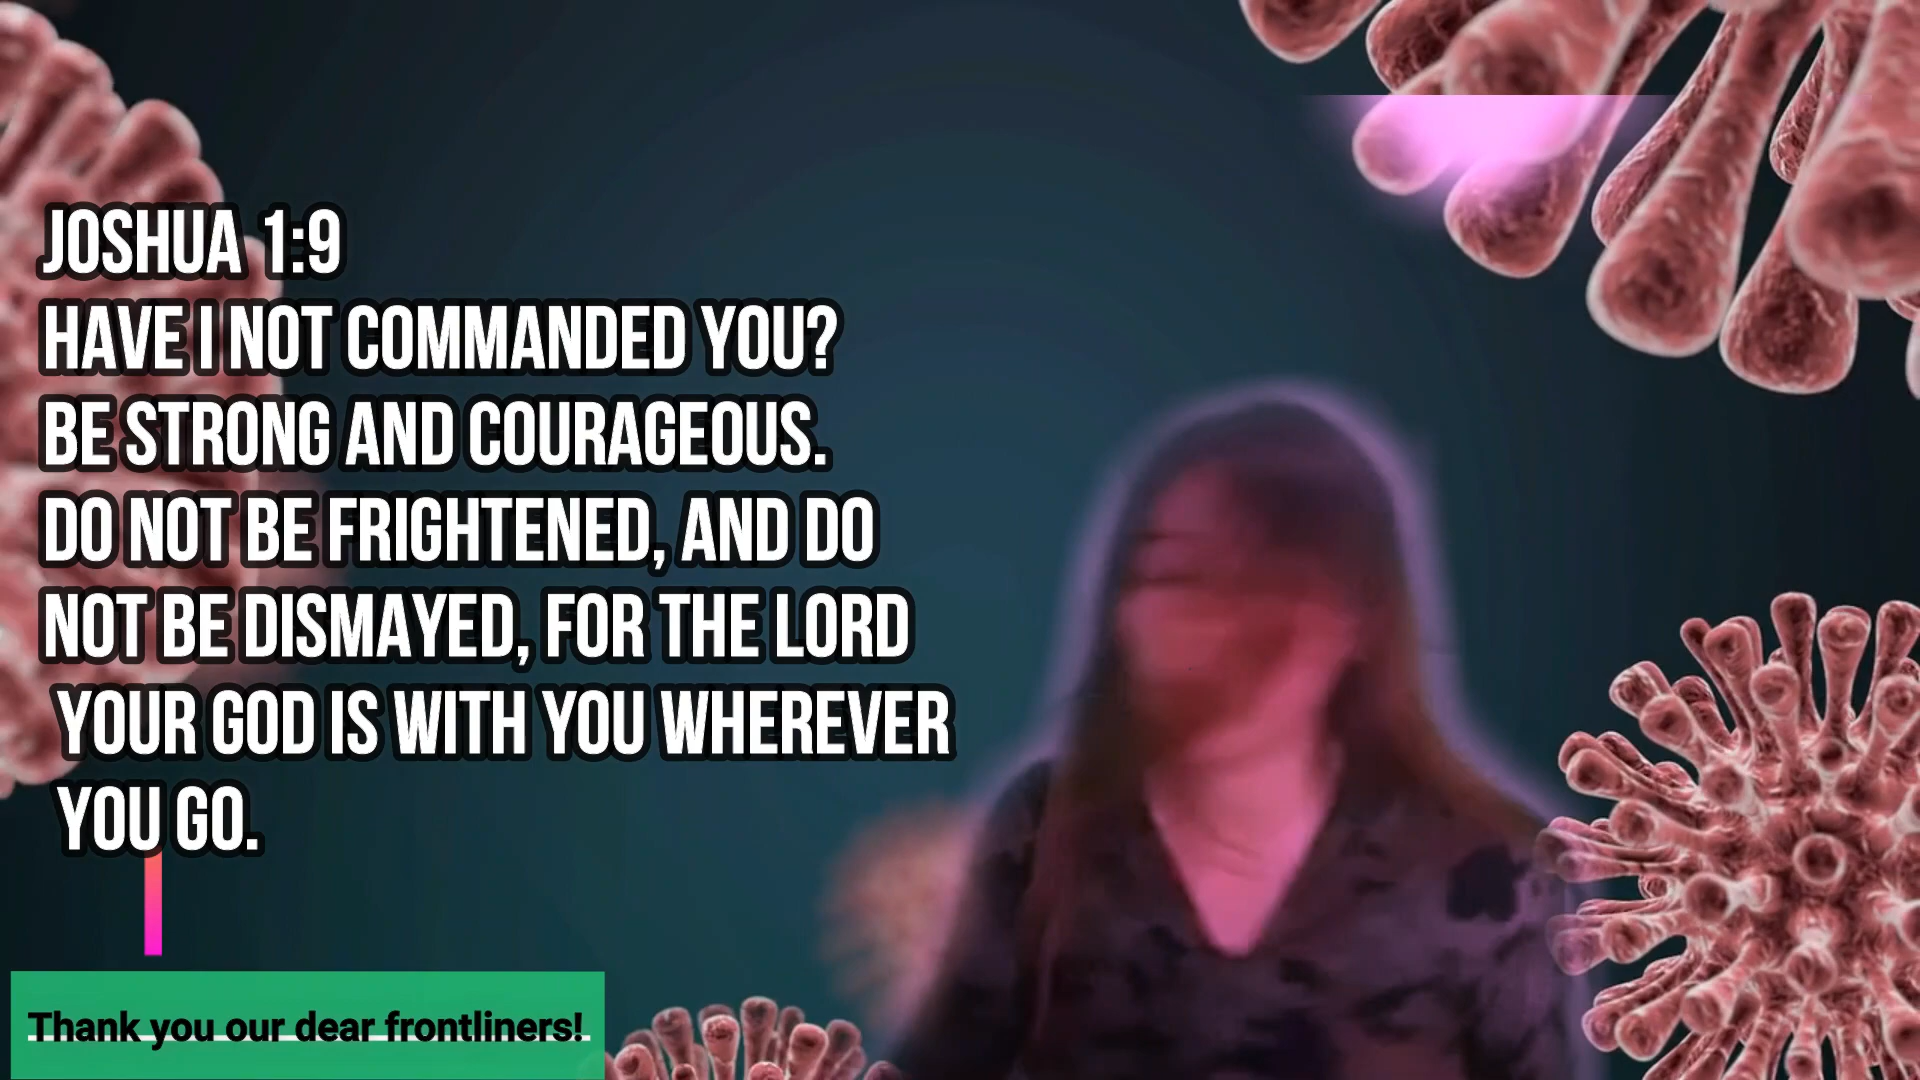 JOSHUA 1:9
HAVE I NOT COMMANDED YOU?
BE STRONG AND COURAGEOUS.
DO NOT BE FRIGHTENED, AND DO
NOT BE DISMAYED, FOR THE LORD
YOUR GOD IS WITH YOU WHEREVER
YOU GO.
Thank you our dear frontliners!